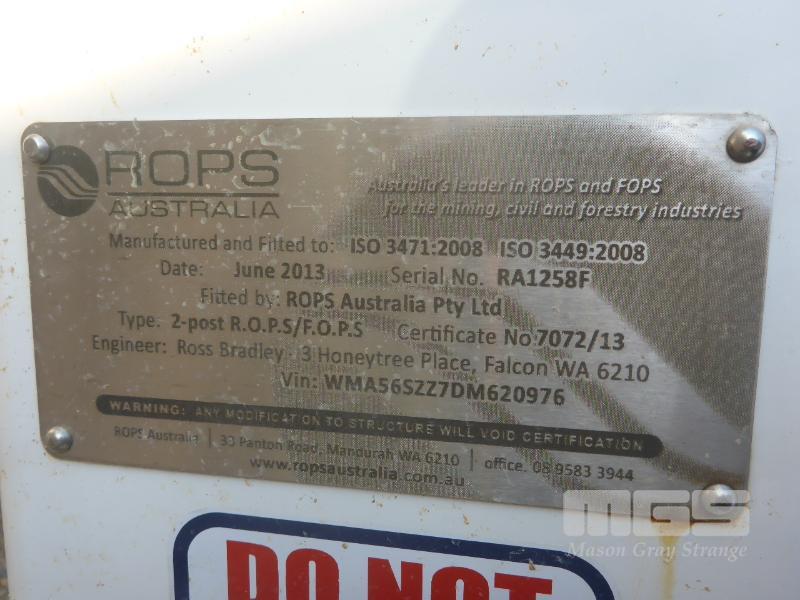 ROPS
AUSTRALIA
Australia's leader in ROPS and FOPS
for the mining, civil and forestry industries
Manufactured and Fitted to: ISO 3471:2008 ISO 3449:2008
Date: June 2013 Serial No. RA1258F
Fitted by: ROPS Australia Pty Ltd
Type: 2-post R.O.P.S/F.O.P.S Certificate No 7072/13
Engineer: Ross Bradley - 3 Honeytree Place, Falcon WA 6210
Vin: WMA56SZZ7DM620976
WARNING: ANY MODIFICATION TO STRUCTURE WILL VOID CERTIFICATION
ROPS Australia | 33 Panton Road, Mandurah WA 6210 | office. 08 9583 3944
www.ropsaustralia.com.au
MGS
Mason Gray Strange
DO NOT